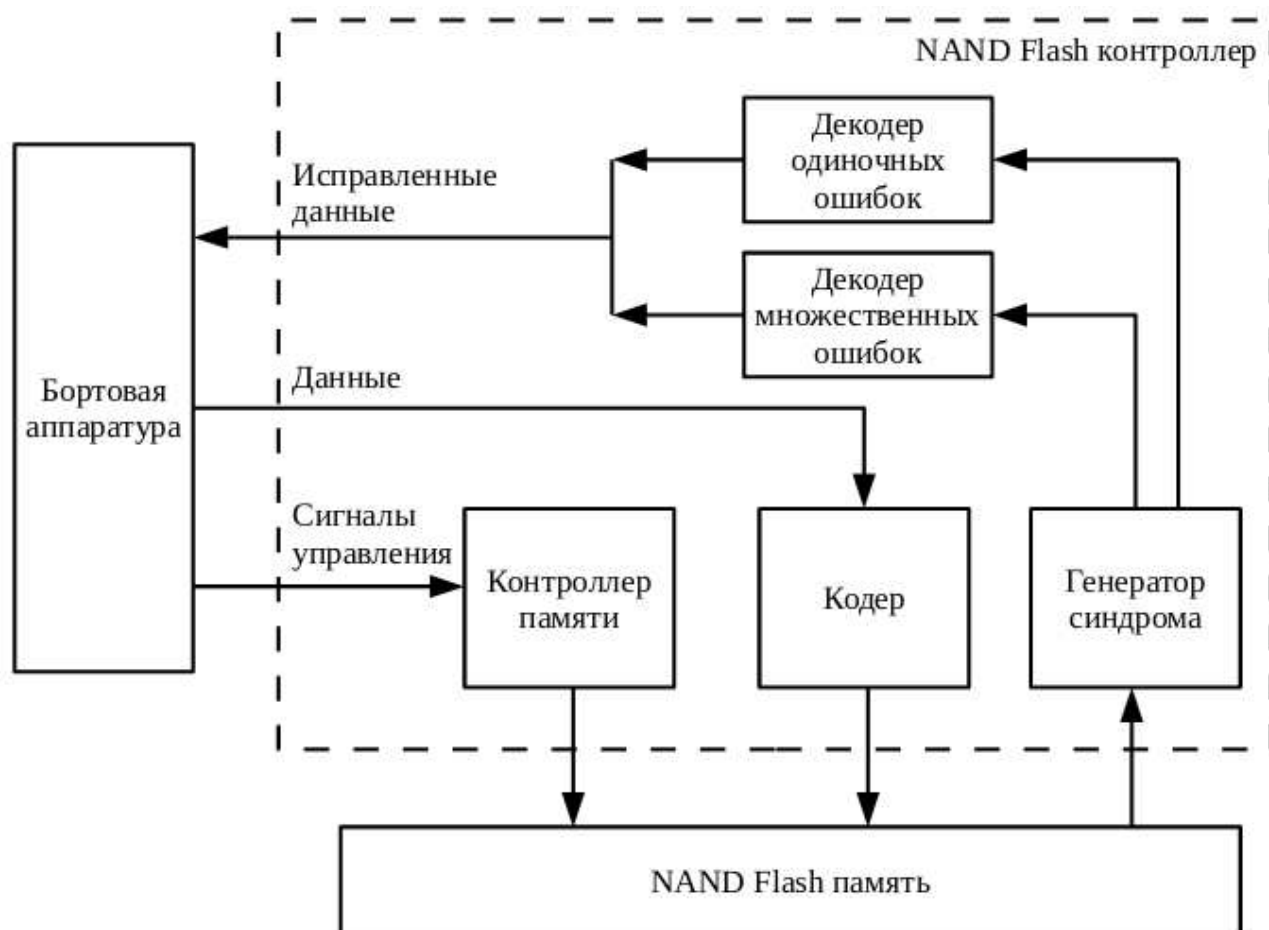 NAND Flash контроллер
Декодер
одиночных
ошибок
Исправленные
данные
Декодер
множественных
ошибок
Данные
Бортовая
аппаратура
Сигналы
управления
Контроллер
памяти
Кодер
Генератор
синдрома
NAND Flash память